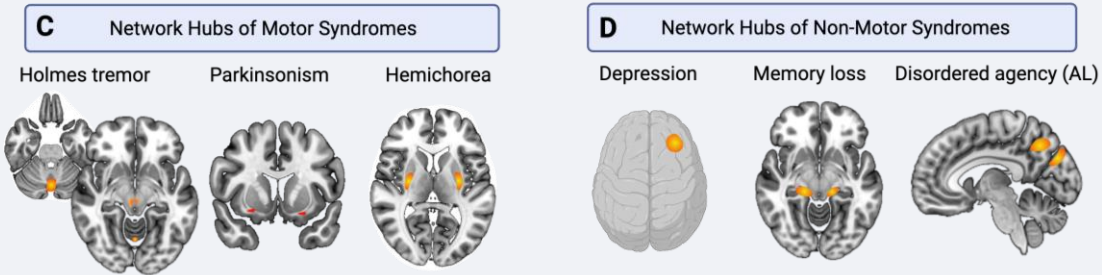 C Network Hubs of Motor Syndromes
Holmes tremor Parkinsonism Hemichorea
D Network Hubs of Non-Motor Syndromes
Depression Memory loss Disordered agency (AL)